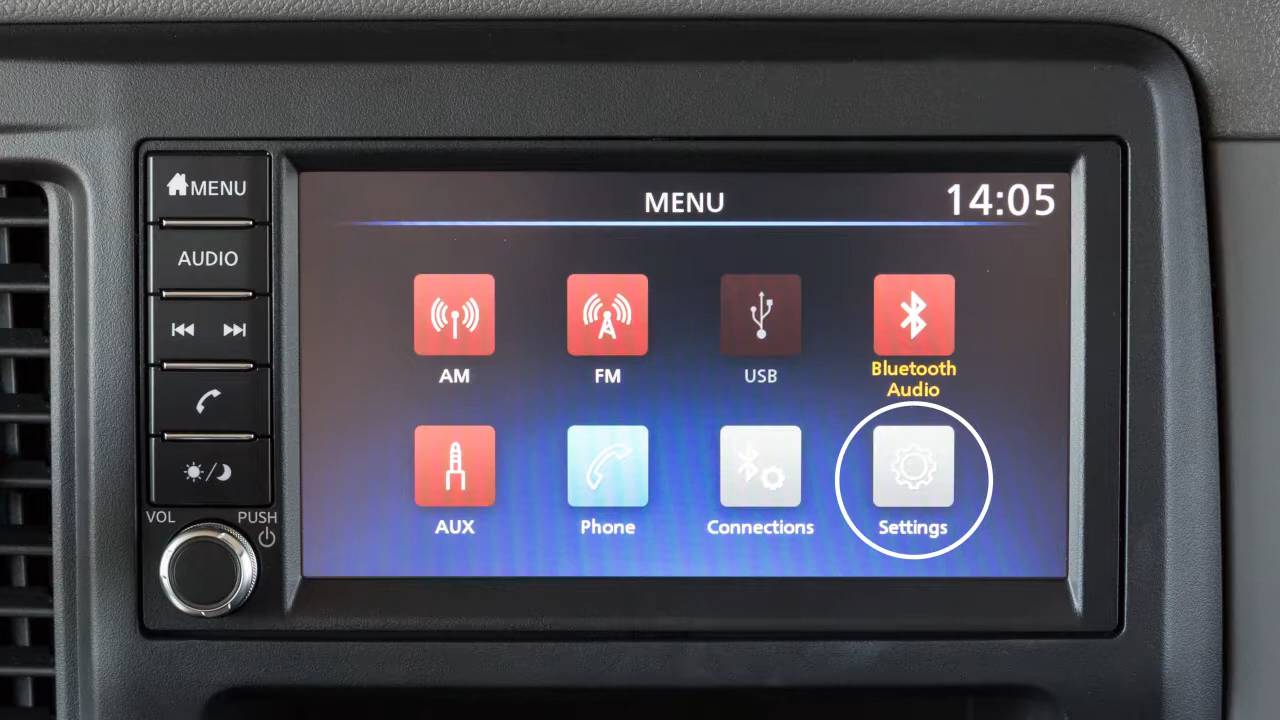 MENU
AUDIO
VOL
PUSH
MENU
14:05
AM
FM
USB
Bluetooth
Audio
AUX
Phone
Connections
Settings